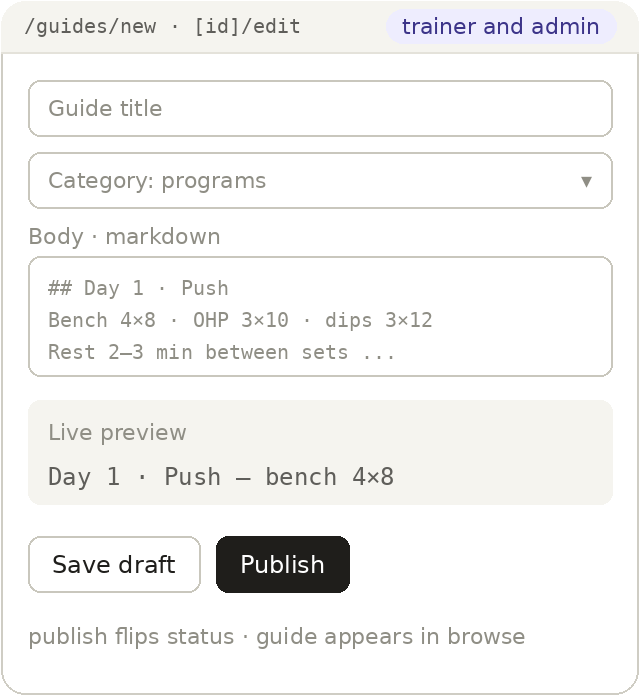 /guides/new · [id]/edit
trainer and admin
Guide title
Category: programs ▼
Body · markdown
## Day 1 · Push
Bench 4×8 · OHP 3×10 · dips 3×12
Rest 2–3 min between sets ...
Live preview
Day 1 · Push — bench 4×8
Save draft
Publish
publish flips status · guide appears in browse